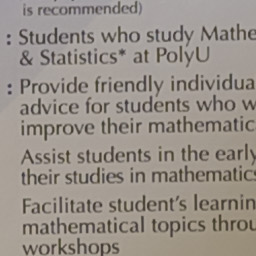 is recommended)
: Students who study Mathe
& Statistics* at PolyU
: Provide friendly individua
advice for students who w
improve their mathematic
Assist students in the early
their studies in mathematics
Facilitate student's learnin
mathematical topics throu
workshops